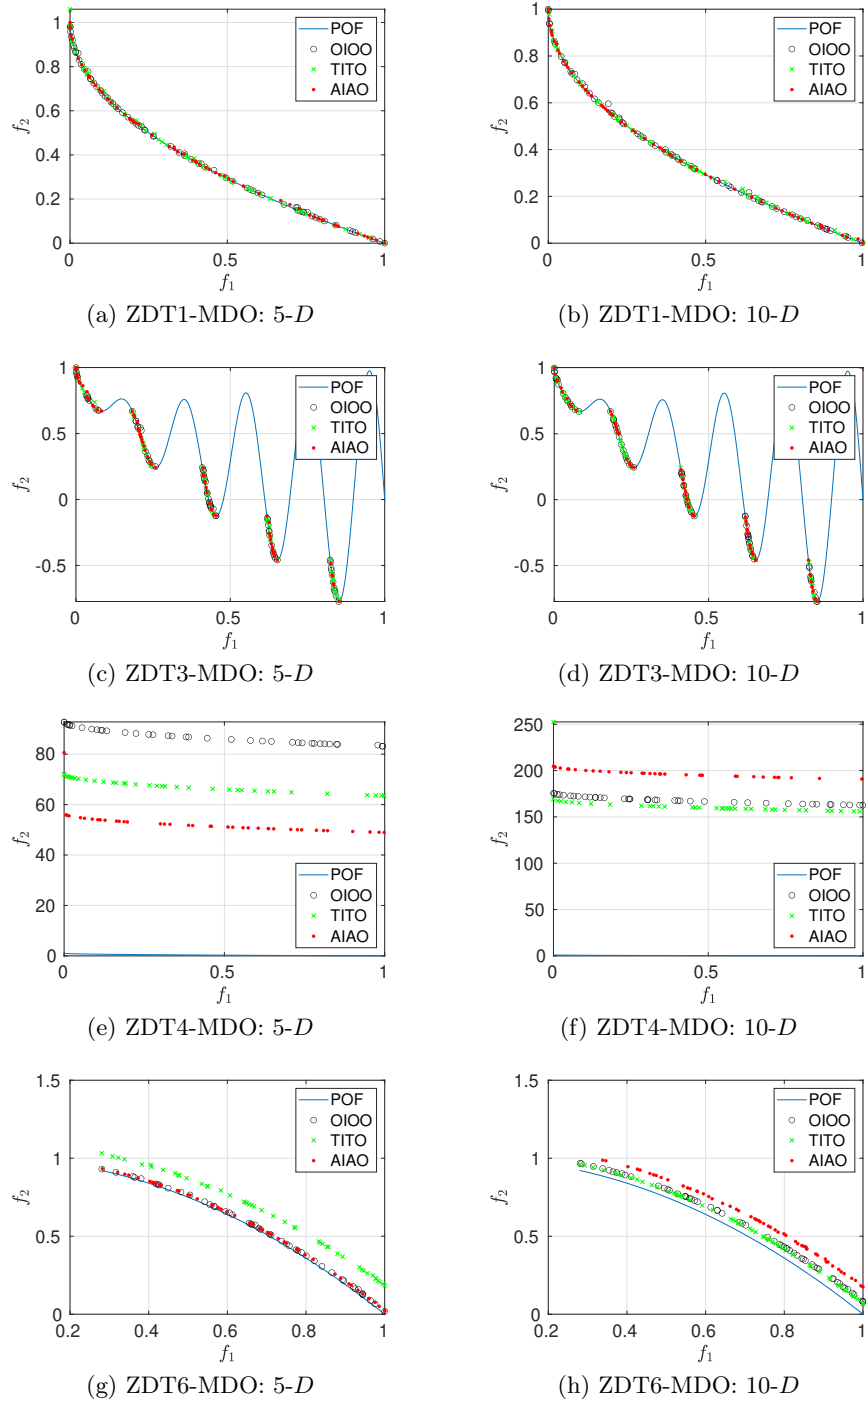 1
0.8
0.6
0.4
0.2
0
0 0.5 1
f2
f1
POF
OIOO
TITO
AIAO
(a) ZDT1-MDO: 5-D
1
0.8
0.6
0.4
0.2
0
0 0.5 1
f2
f1
POF
OIOO
TITO
AIAO
(b) ZDT1-MDO: 10-D
1
0.5
0
-0.5
0 0.5 1
f2
f1
POF
OIOO
TITO
AIAO
(c) ZDT3-MDO: 5-D
1
0.5
0
-0.5
0 0.5 1
f2
f1
POF
OIOO
TITO
AIAO
(d) ZDT3-MDO: 10-D
80
60
40
20
0
0 0.5 1
f2
f1
POF
OIOO
TITO
AIAO
(e) ZDT4-MDO: 5-D
250
200
150
100
50
0
0 0.5 1
f2
f1
POF
OIOO
TITO
AIAO
(f) ZDT4-MDO: 10-D
1.5
1
0.5
0
0.2 0.4 0.6 0.8 1
f2
f1
POF
OIOO
TITO
AIAO
(g) ZDT6-MDO: 5-D
1.5
1
0.5
0
0.2 0.4 0.6 0.8 1
f2
f1
POF
OIOO
TITO
AIAO
(h) ZDT6-MDO: 10-D